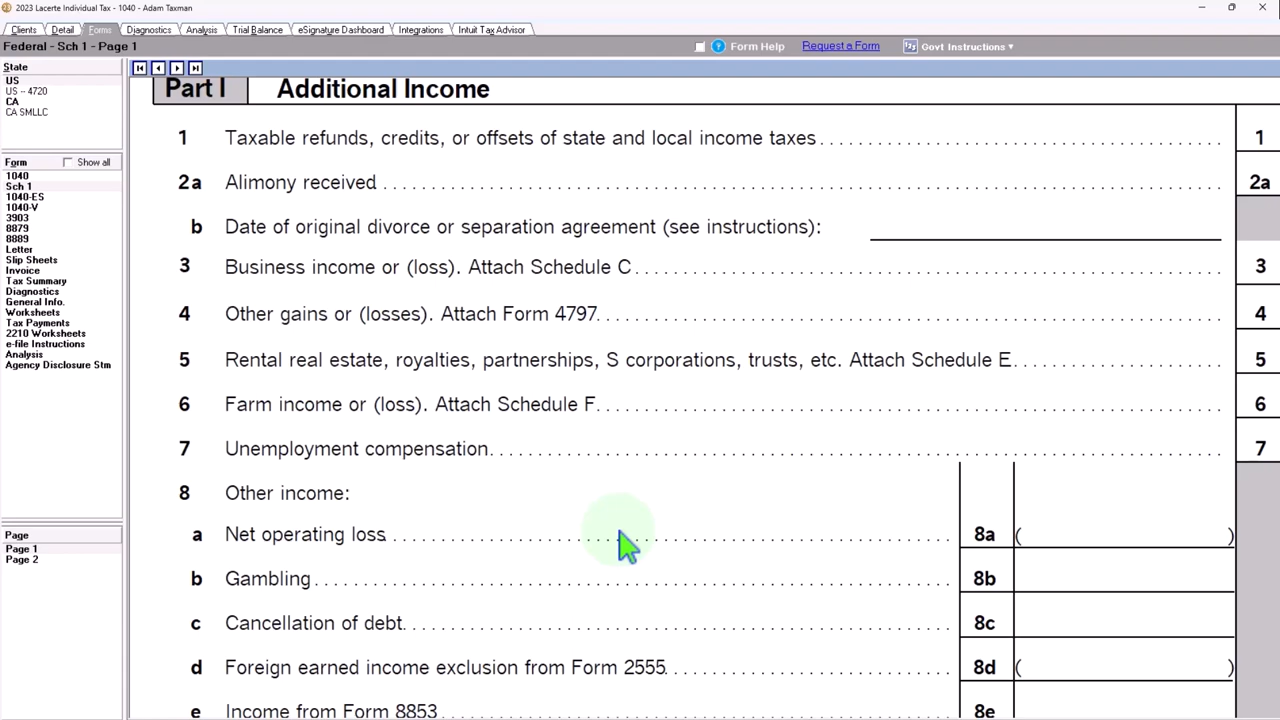 2023 Lacerte Individual Tax - 1040 - Adam Taxman
Clients Detail Forms Diagnostics Analysis Trial Balance eSignature Dashboard Integrations Intuit Tax Advisor
Federal - Sch 1 - Page 1
Form Help Request a Form Govt Instructions
State
US
US -- 4720
CA
CA SMLLC
Form Show all
1040
Sch 1
1040-ES
1040-V
3903
8879
8889
Letter
Slip Sheets
Invoice
Tax Summary
Diagnostics
General Info.
Worksheets
Tax Payments
2210 Worksheets
e-file Instructions
Analysis
Agency Disclosure Stm
Page
Page 1
Page 2
Part I Additional Income
1 Taxable refunds, credits, or offsets of state and local income taxes 1
2a Alimony received 2a
b Date of original divorce or separation agreement (see instructions):
3 Business income or (loss). Attach Schedule C 3
4 Other gains or (losses). Attach Form 4797 4
5 Rental real estate, royalties, partnerships, S corporations, trusts, etc. Attach Schedule E 5
6 Farm income or (loss). Attach Schedule F 6
7 Unemployment compensation 7
8 Other income:
a Net operating loss 8a ( )
b Gambling 8b
c Cancellation of debt 8c
d Foreign earned income exclusion from Form 2555 8d ( )
e Income from Form 8853 8e